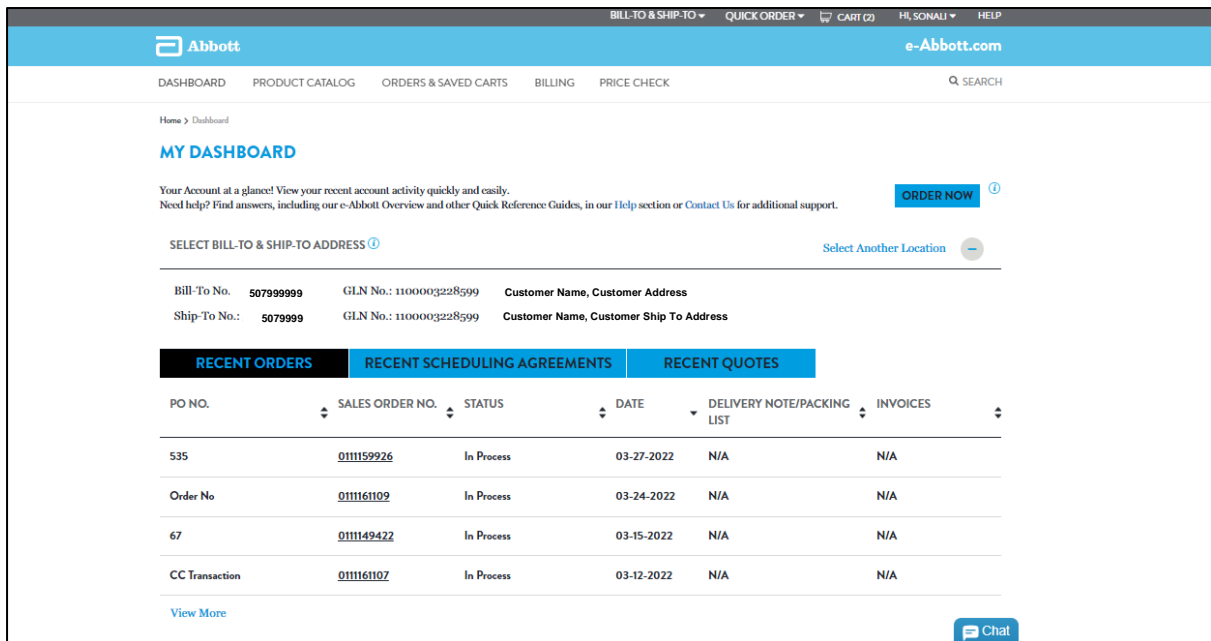 BILL-TO & SHIP-TO QUICK ORDER CART (2) HI, SONALI HELP
Abbott e-Abbott.com
DASHBOARD PRODUCT CATALOG ORDERS & SAVED CARTS BILLING PRICE CHECK SEARCH
Home > Dashboard
MY DASHBOARD
Your Account at a glance! View your recent account activity quickly and easily.
Need help? Find answers, including our e-Abbott Overview and other Quick Reference Guides, in our Help section or Contact Us for additional support.
ORDER NOW i
SELECT BILL-TO & SHIP-TO ADDRESS i Select Another Location
Bill-To No. 507999999 GLN No.: 1100003228599 Customer Name, Customer Address
Ship-To No.: 5079999 GLN No.: 1100003228599 Customer Name, Customer Ship To Address
RECENT ORDERS RECENT SCHEDULING AGREEMENTS RECENT QUOTES
PO NO. SALES ORDER NO. STATUS DATE DELIVERY NOTE/PACKING LIST INVOICES
535 0111159926 In Process 03-27-2022 N/A N/A
Order No 0111161109 In Process 03-24-2022 N/A N/A
67 0111149422 In Process 03-15-2022 N/A N/A
CC Transaction 0111161107 In Process 03-12-2022 N/A N/A
View More
Chat